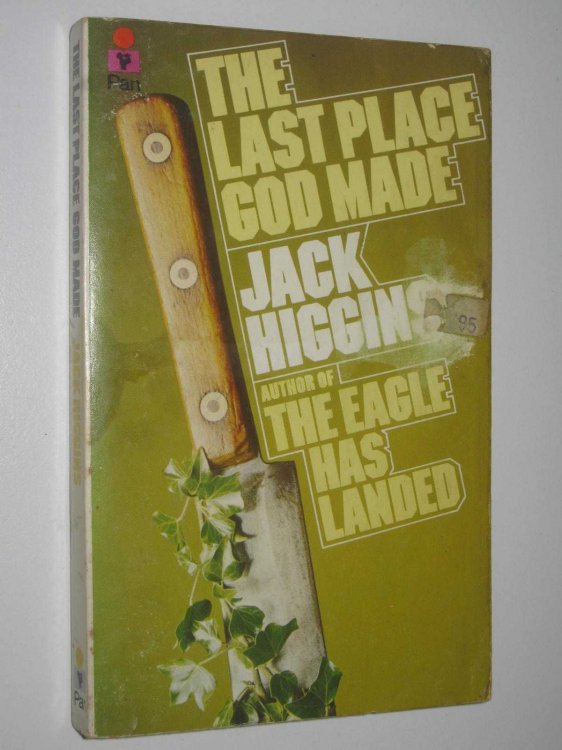 Pan
THE
LAST PLACE
GOD MADE
JACK
HIGGINS
95
AUTHOR OF
THE EAGLE
HAS
LANDED
THE LAST PLACE GOD MADE JACK HIGGINS
Pan